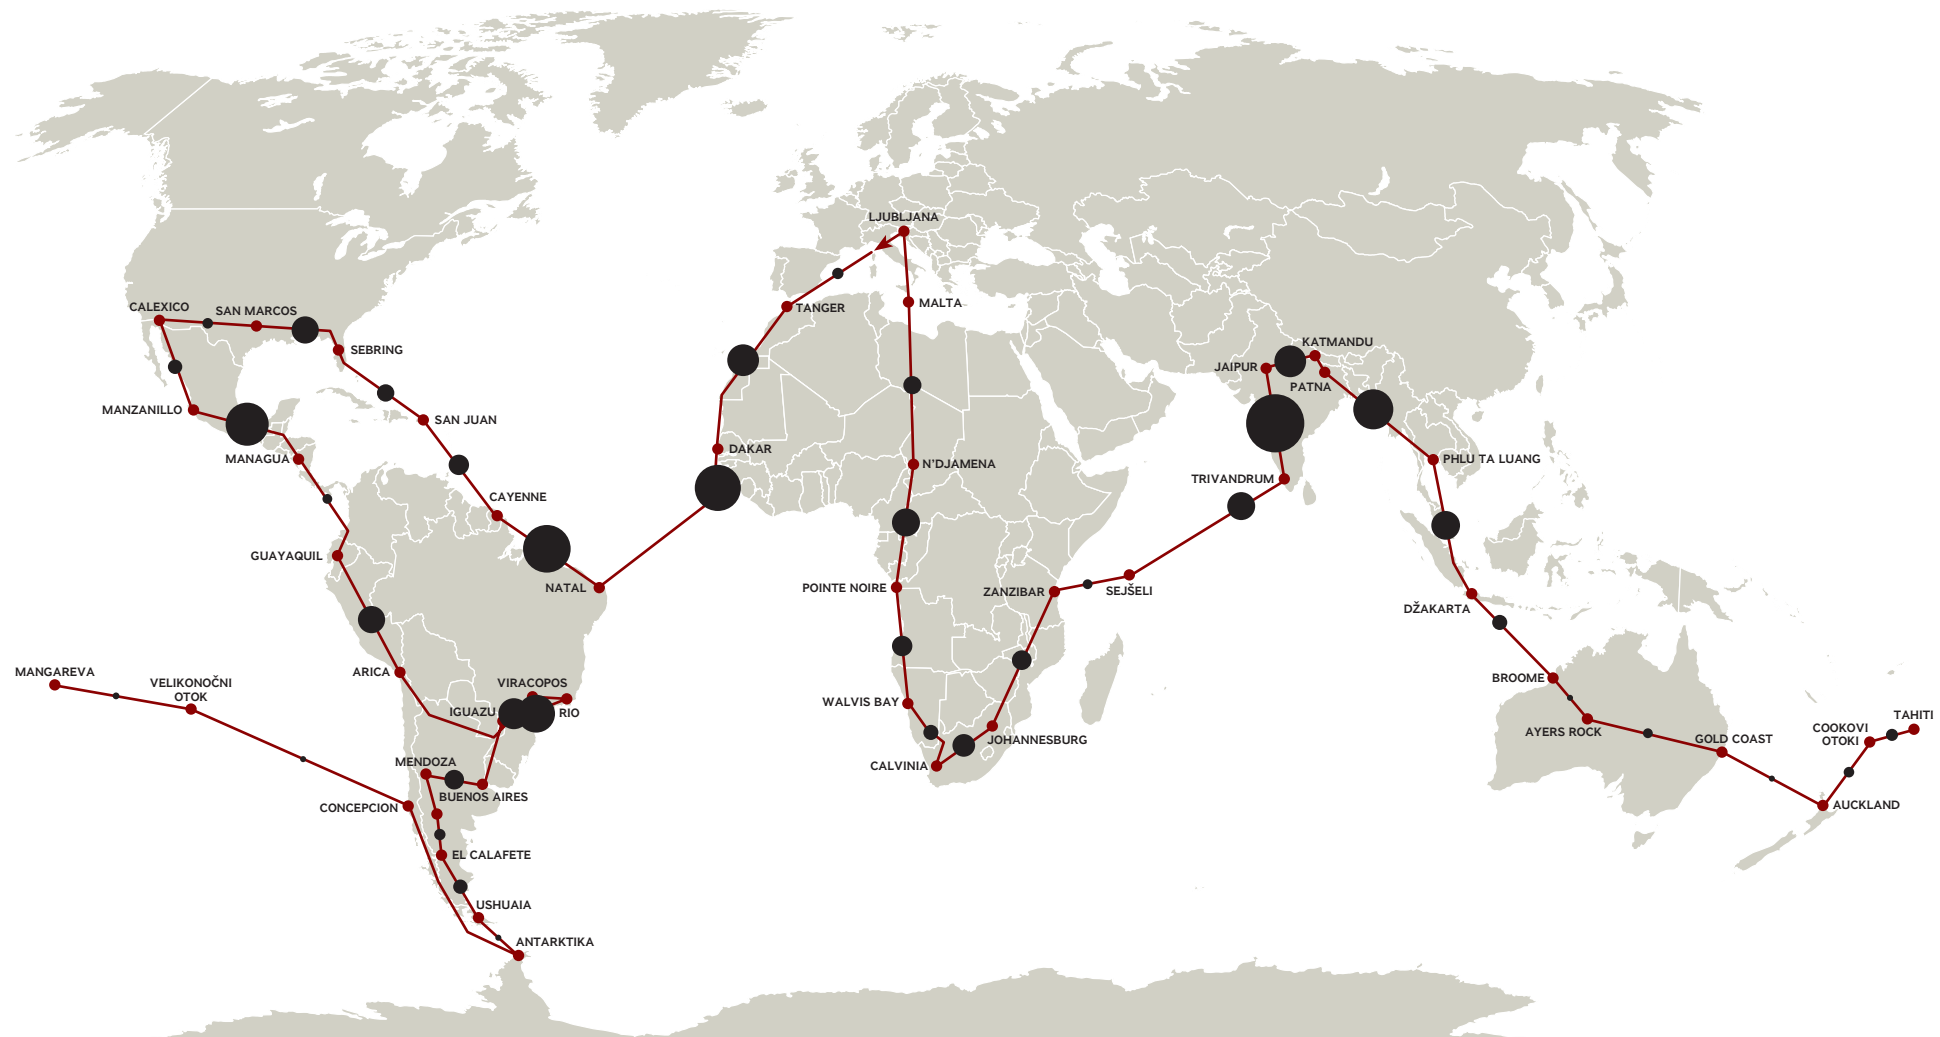 LJUBLJANA
CALEXICO
SAN MARCOS
TANGER
MALTA
SEBRING
KATMANDU
JAIPUR
PATNA
MANZANILLO
SAN JUAN
MANAGUA
DAKAR
N'DJAMENA
PHLU TA LUANG
TRIVANDRUM
CAYENNE
GUAYAQUIL
NATAL
POINTE NOIRE
ZANZIBAR
SEJŠELI
DŽAKARTA
MANGAREVA
VELIKONOČNI
OTOK
ARICA
VIRACOPOS
IGUAZU
RIO
WALVIS BAY
BROOME
AYERS ROCK
GOLD COAST
COOKOVI
OTOKI
TAHITI
JOHANNESBURG
CALVINIA
MENDOZA
BUENOS AIRES
CONCEPCION
AUCKLAND
EL CALAFETE
USHUAIA
ANTARKTIKA